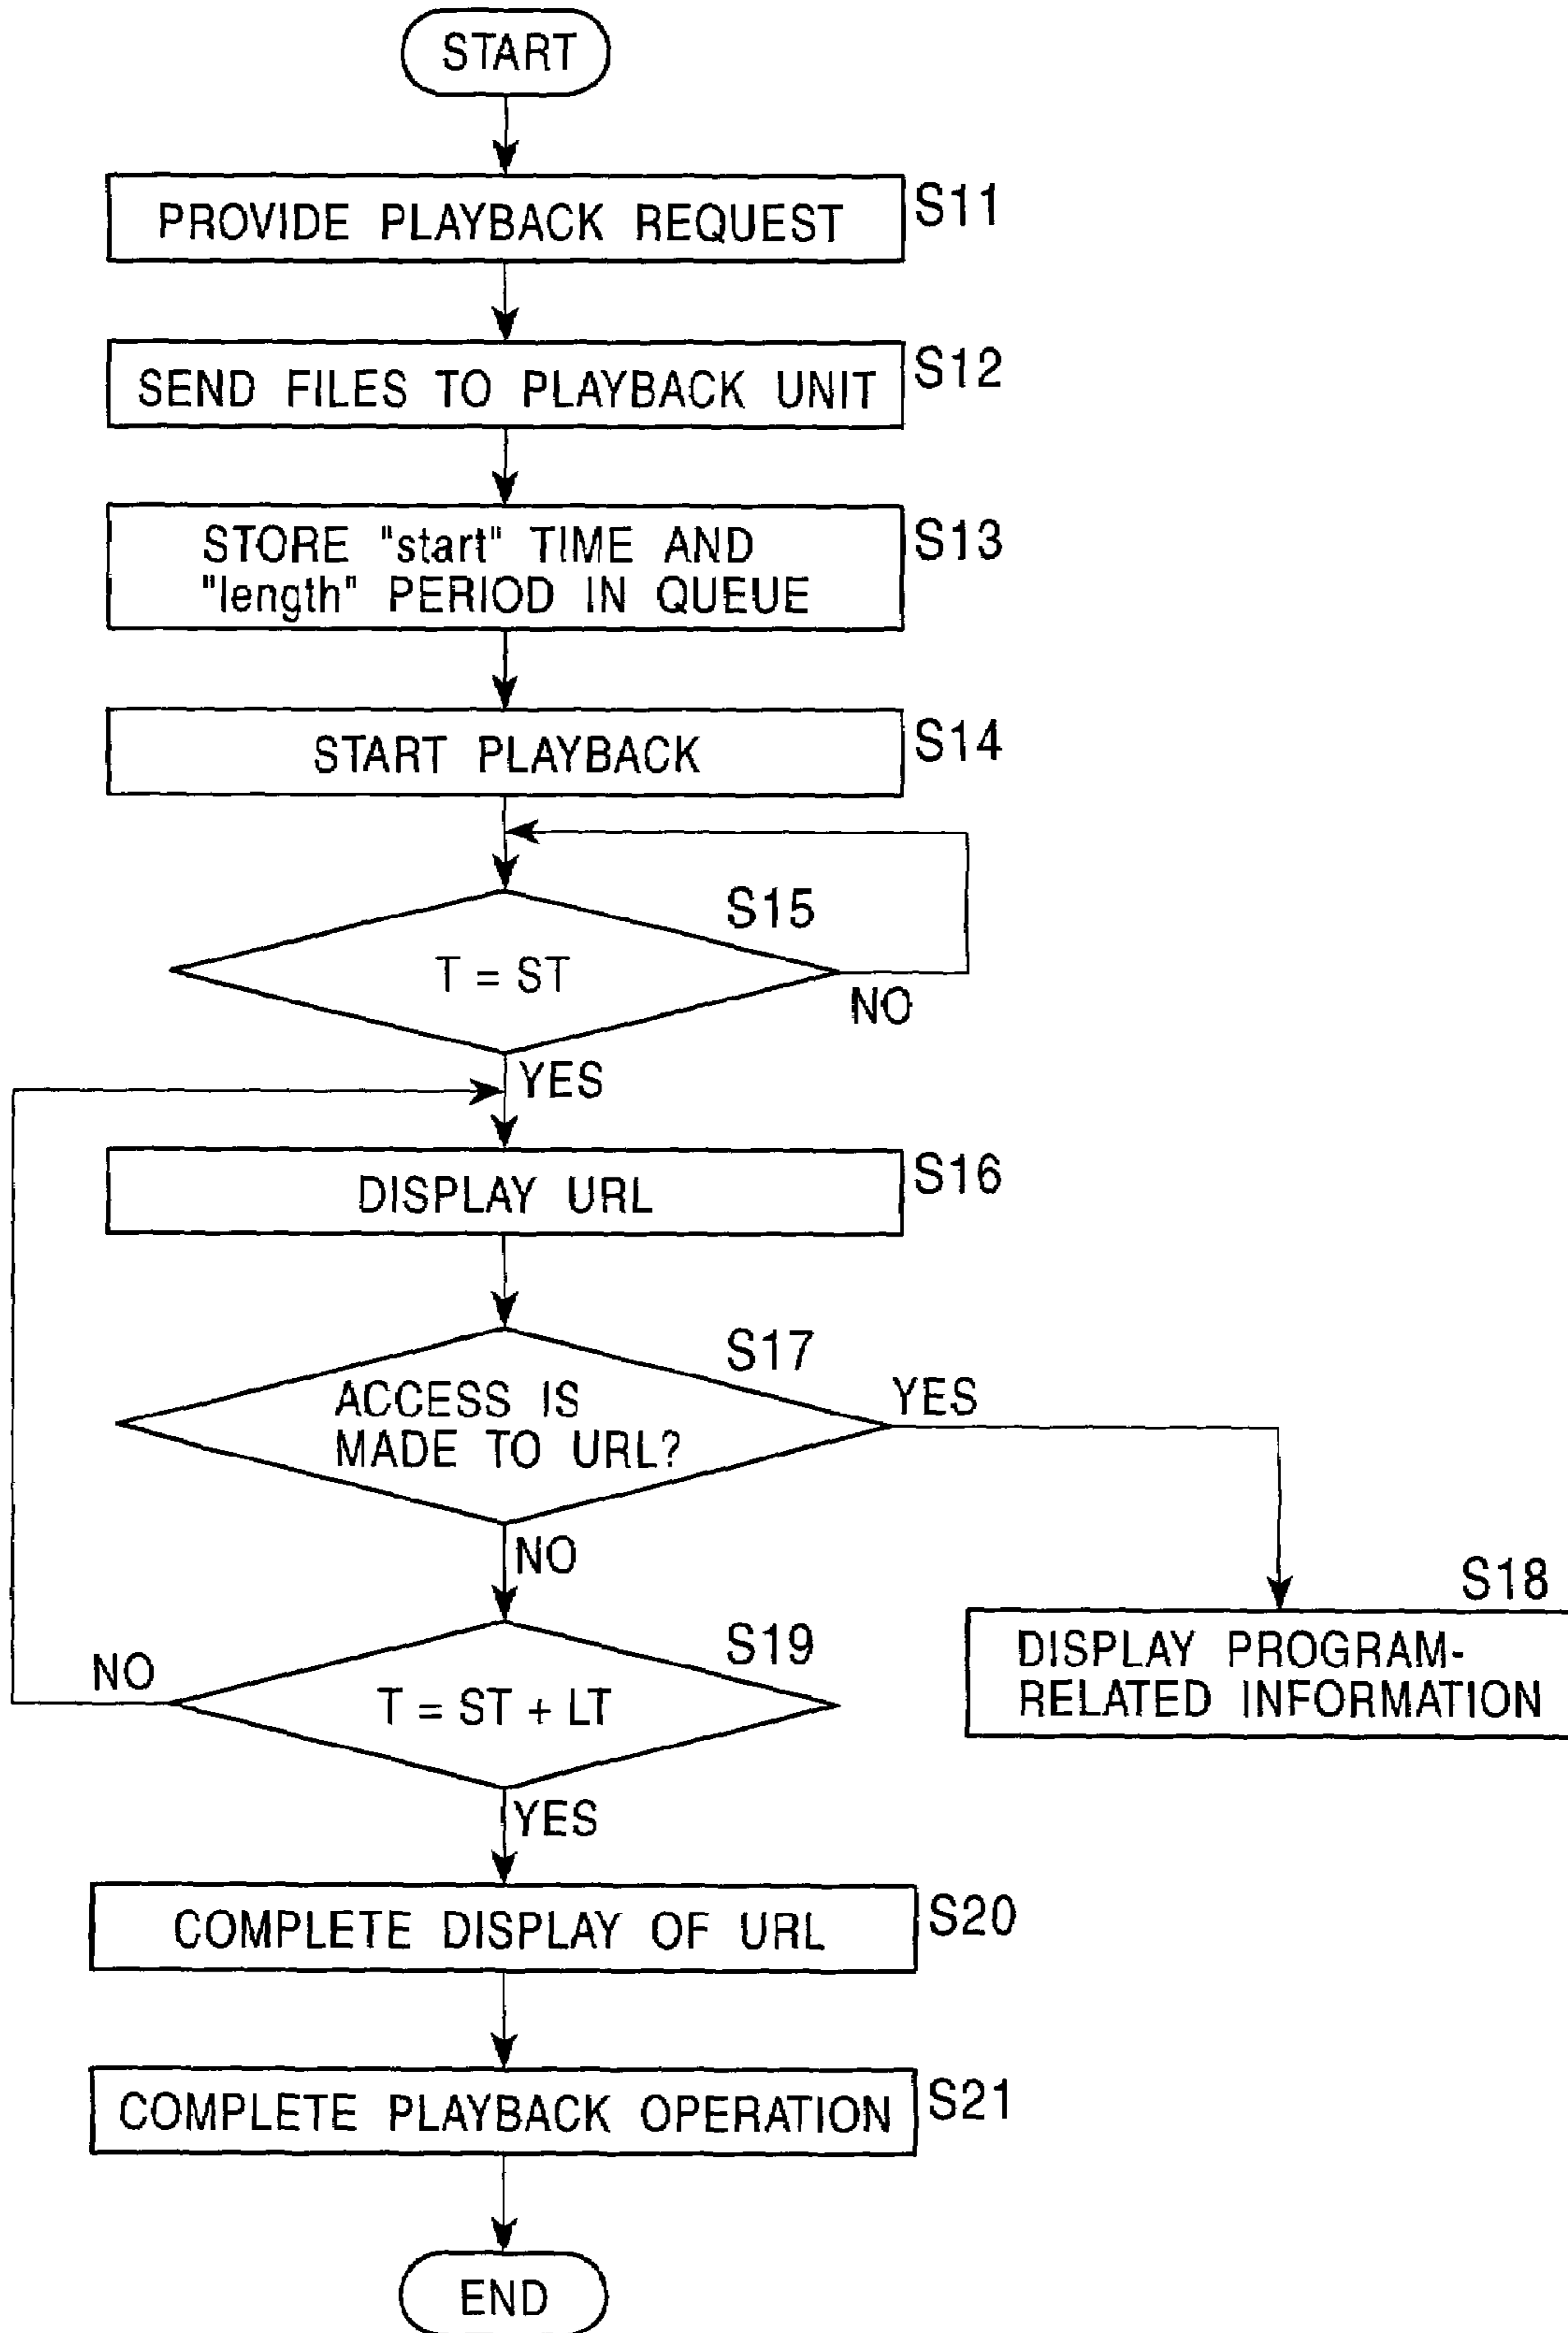 START
PROVIDE PLAYBACK REQUEST
S11
SEND FILES TO PLAYBACK UNIT
S12
STORE "start" TIME AND
"length" PERIOD IN QUEUE
S13
START PLAYBACK
S14
S15
T = ST
NO
YES
DISPLAY URL
S16
S17
ACCESS IS
MADE TO URL?
YES
NO
S18
DISPLAY PROGRAM-
RELATED INFORMATION
S19
T = ST + LT
NO
YES
COMPLETE DISPLAY OF URL
S20
COMPLETE PLAYBACK OPERATION
S21
END